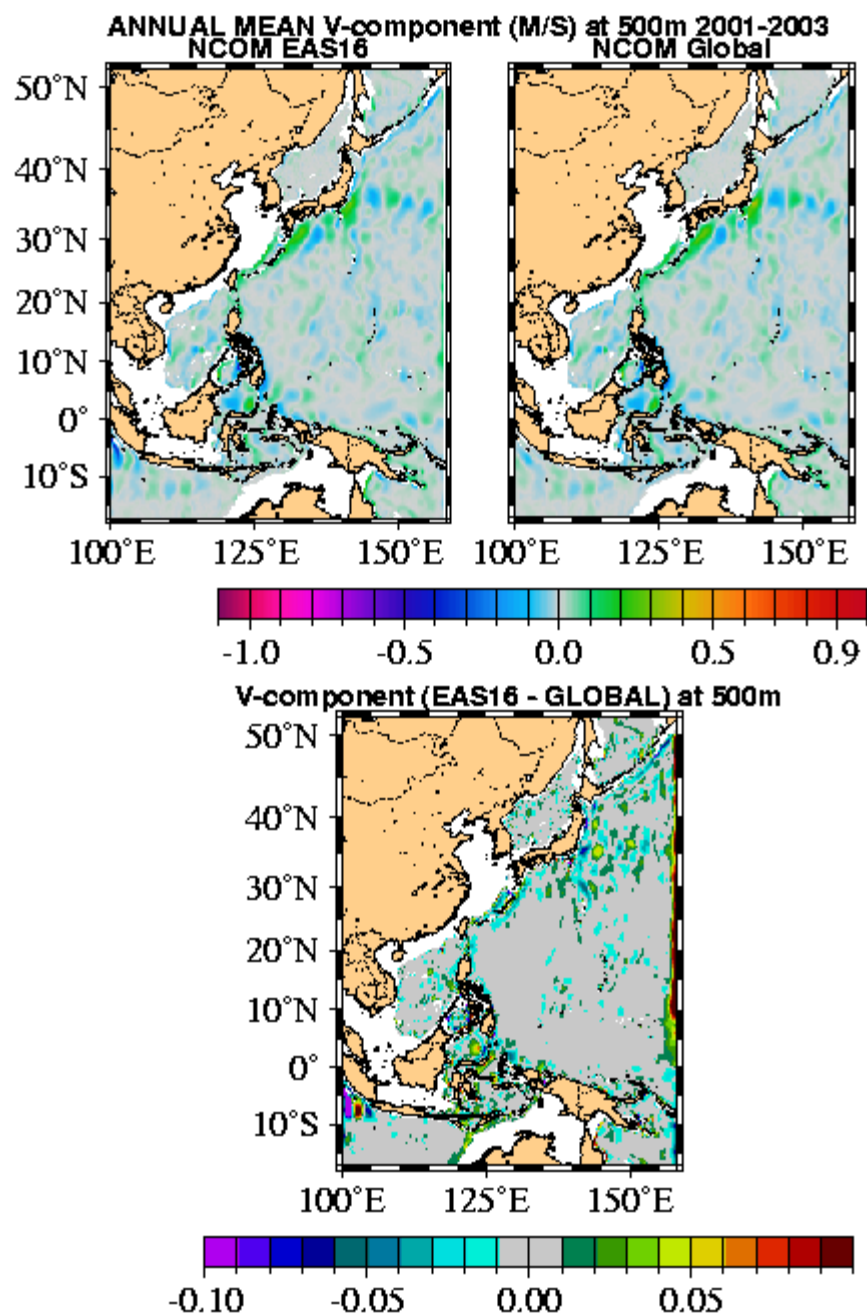 ANNUAL MEAN V-component (M/S) at 500m 2001-2003
NCOM EAS16 NCOM Global
50°N
40°N
30°N
20°N
10°N
0°
10°S
100°E 125°E 150°E 100°E 125°E 150°E
-1.0 -0.5 0.0 0.5 0.9
V-component (EAS16 - GLOBAL) at 500m
50°N
40°N
30°N
20°N
10°N
0°
10°S
100°E 125°E 150°E
-0.10 -0.05 0.00 0.05